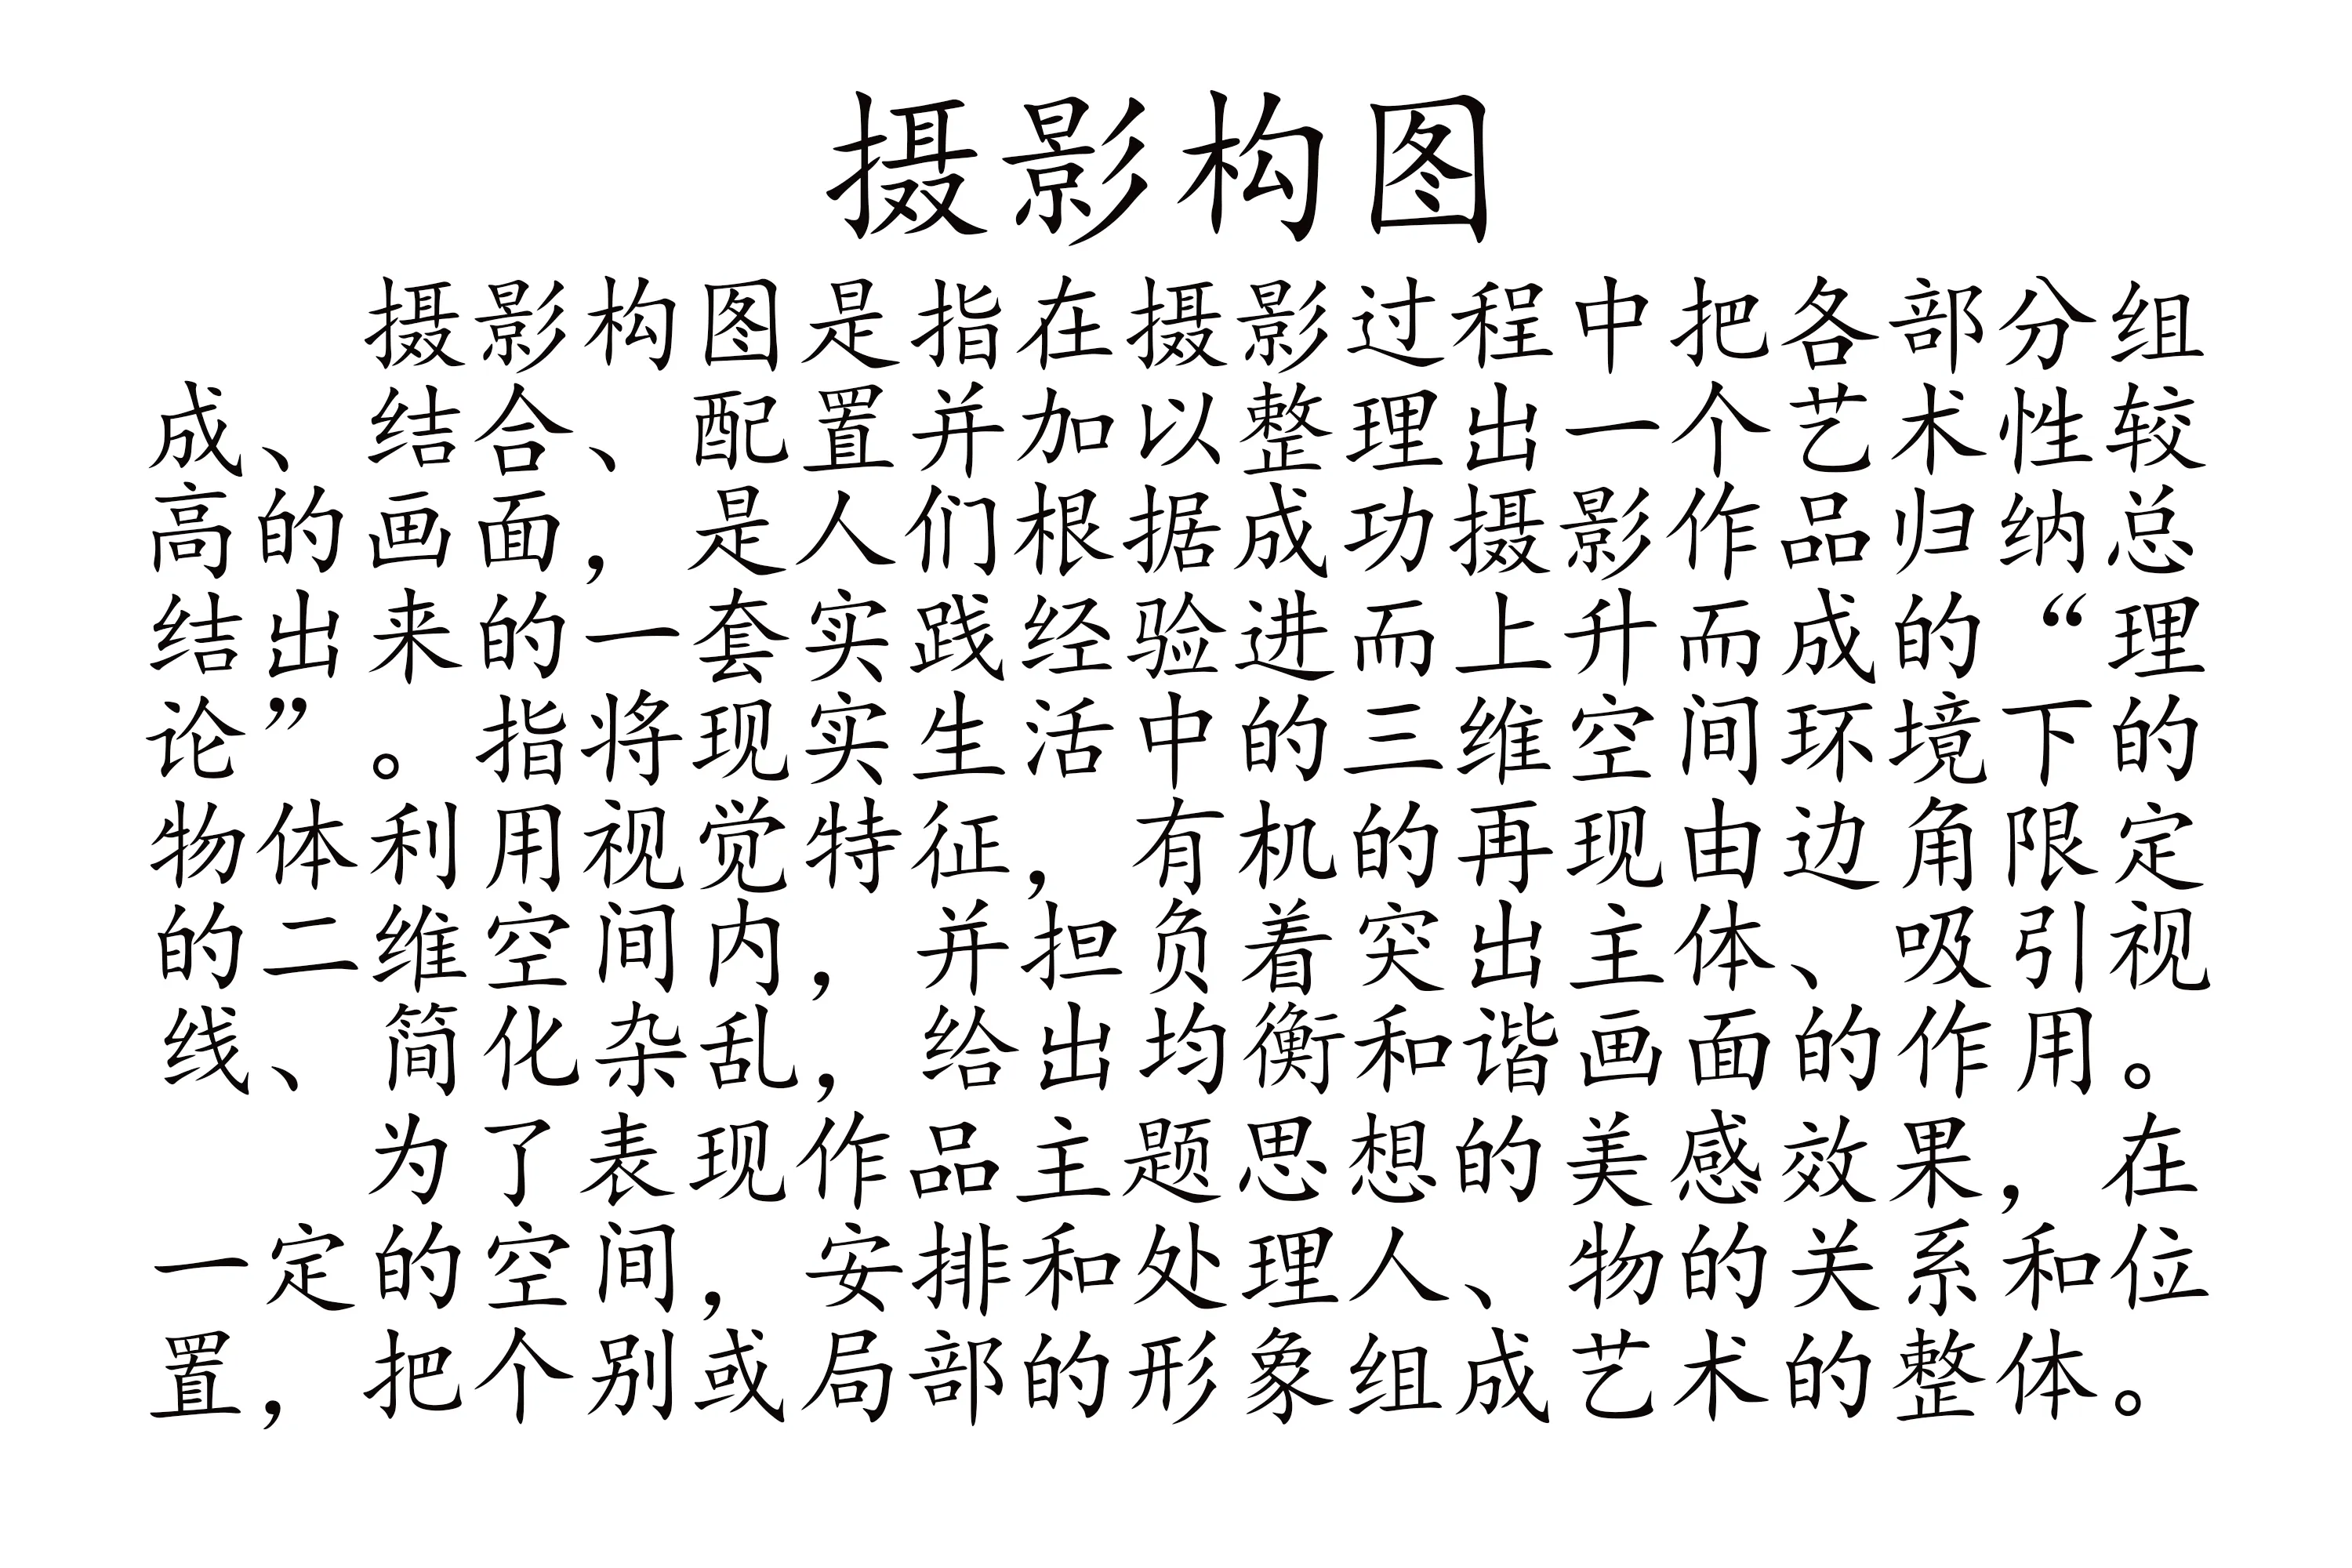 摄影构图
摄影构图是指在摄影过程中把各部分组
成、结合、配置并加以整理出一个艺术性较
高的画面，是人们根据成功摄影作品归纳总
结出来的一套实践经验进而上升而成的“理
论”。指将现实生活中的三维空间环境下的
物体利用视觉特征，有机的再现由边角限定
的二维空间内，并担负着突出主体、吸引视
线、简化杂乱，给出均衡和谐画面的作用。
为了表现作品主题思想的美感效果，在
一定的空间，安排和处理人、物的关系和位
置，把个别或局部的形象组成艺术的整体。